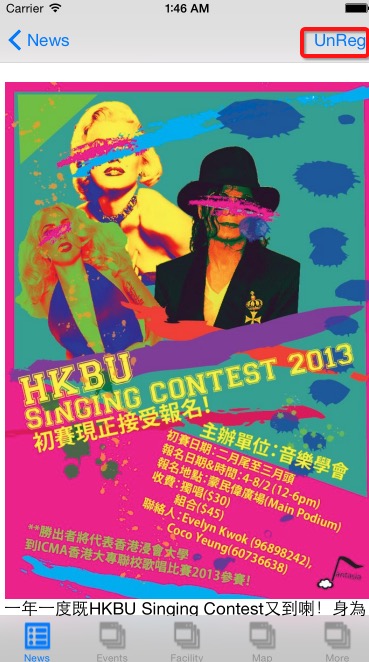 Carrier 1:46 AM
News UnReg
HKBU
SINGING CONTEST 2013
初賽現正接受報名!
主辦單位:音樂學會
初賽日期:二月尾至三月頭
報名日期&時間:4-8/2 (12-6pm)
報名地點:蒙民偉廣場(Main Podium)
收費:獨唱($30)
組合($45)
聯絡人:Evelyn Kwok (96898242),
Coco Yeung(60736638)
**勝出者將代表香港浸會大學
到ICMA香港大專聯校歌唱比賽2013參賽!
Fantasia
一年一度既HKBU Singing Contest又到喇！身為
News Events Facility Map More